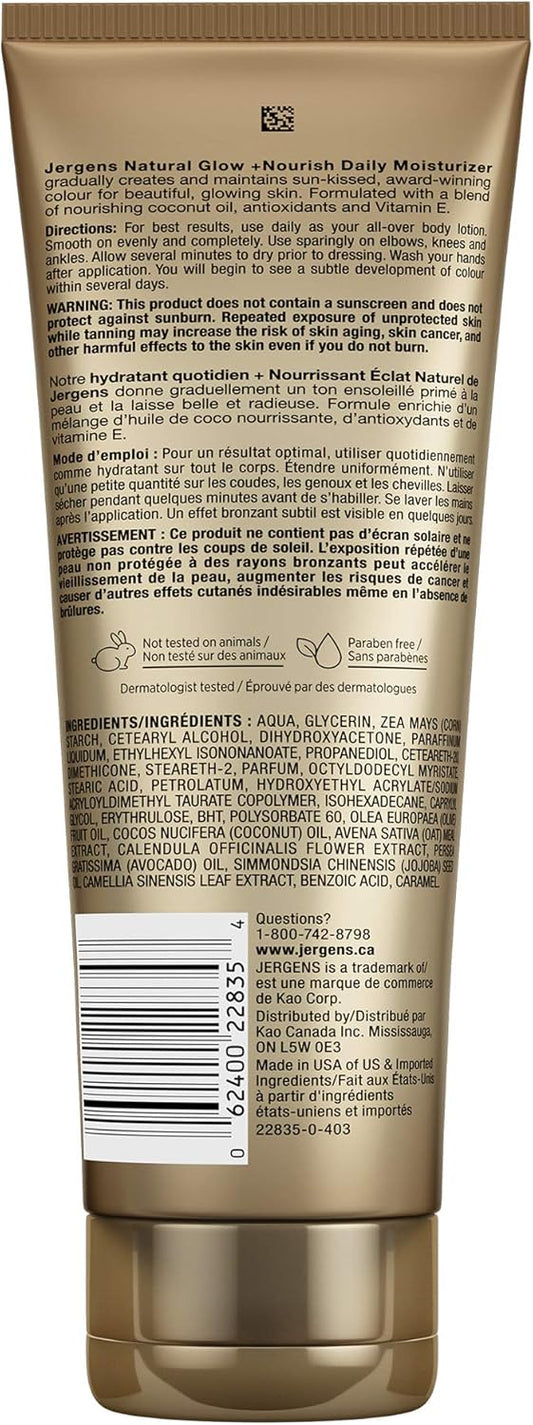 Jergens Natural Glow +Nourish Daily Moisturizer
gradually creates and maintains sun-kissed, award-winning
colour for beautiful, glowing skin. Formulated with a blend
of nourishing coconut oil, antioxidants and Vitamin E.
Directions: For best results, use daily as your all-over body lotion.
Smooth on evenly and completely. Use sparingly on elbows, knees and
ankles. Allow several minutes to dry prior to dressing. Wash your hands
after application. You will begin to see a subtle development of colour
within several days.
WARNING: This product does not contain a sunscreen and does not
protect against sunburn. Repeated exposure of unprotected skin
while tanning may increase the risk of skin aging, skin cancer, and
other harmful effects to the skin even if you do not burn.
Notre hydratant quotidien + Nourrissant Éclat Naturel de
Jergens donne graduellement un ton ensoleillé primé à la
peau et la laisse belle et radieuse. Formule enrichie d'un
mélange d'huile de coco nourrissante, d'antioxydants et de
vitamine E.
Mode d'emploi : Pour un résultat optimal, utiliser quotidiennement
comme hydratant sur tout le corps. Étendre uniformément. N'utiliser
qu'une petite quantité sur les coudes, les genoux et les chevilles. Laisser
sécher pendant quelques minutes avant de s'habiller. Se laver les mains
après l'application. Un effet bronzant subtil est visible en quelques jours.
AVERTISSEMENT : Ce produit ne contient pas d'écran solaire et ne
protège pas contre les coups de soleil. L'exposition répétée d'une
peau non protégée à des rayons bronzants peut accélérer le
vieillissement de la peau, augmenter les risques de cancer et
causer d'autres effets cutanés indésirables même en l'absence de
brûlures.
Not tested on animals /
Non testé sur des animaux
Paraben free /
Sans parabènes
Dermatologist tested / Éprouvé par des dermatologues
INGREDIENTS/INGRÉDIENTS : AQUA, GLYCERIN, ZEA MAYS (CORN)
STARCH, CETEARYL ALCOHOL, DIHYDROXYACETONE, PARAFFINUM
LIQUIDUM, ETHYLHEXYL ISONONANOATE, PROPANEDIOL, CETEARETH-20,
DIMETHICONE, STEARETH-2, PARFUM, OCTYLDODECYL MYRISTATE,
STEARIC ACID, PETROLATUM, HYDROXYETHYL ACRYLATE/SODIUM
ACRYLOYLDIMETHYL TAURATE COPOLYMER, ISOHEXADECANE, CAPRYLYL
GLYCOL, ERYTHRULOSE, BHT, POLYSORBATE 60, OLEA EUROPAEA (OLIVE)
FRUIT OIL, COCOS NUCIFERA (COCONUT) OIL, AVENA SATIVA (OAT) MEAL
EXTRACT, CALENDULA OFFICINALIS FLOWER EXTRACT, PERSEA
GRATISSIMA (AVOCADO) OIL, SIMMONDSIA CHINENSIS (JOJOBA) SEED
OIL, CAMELLIA SINENSIS LEAF EXTRACT, BENZOIC ACID, CARAMEL.
0 62400 22835 4
Questions?
1-800-742-8798
www.jergens.ca
JERGENS is a trademark of/
est une marque de commerce
de Kao Corp.
Distributed by/Distribué par
Kao Canada Inc. Mississauga,
ON L5W 0E3
Made in USA of US & Imported
Ingredients/Fait aux États-Unis
à partir d'ingrédients
états-uniens et importés
22835-0-403